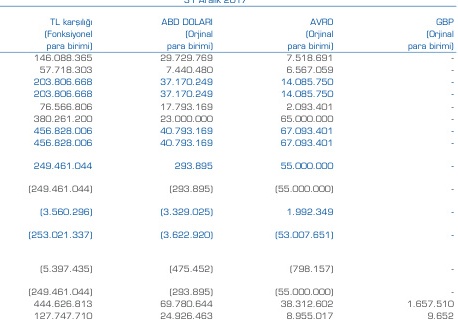 31 Aralık 2017
TL karşılığı ABD DOLARI AVRO GBP
(Fonksiyonel (Orjinal (Orjinal (Orjinal
para birimi) para birimi) para birimi) para birimi)
146.088.365 29.729.769 7.518.691 -
57.718.303 7.440.480 6.567.059 -
203.806.668 37.170.249 14.085.750 -
203.806.668 37.170.249 14.085.750 -
76.566.806 17.793.169 2.093.401 -
380.261.200 23.000.000 65.000.000 -
456.828.006 40.793.169 67.093.401 -
456.828.006 40.793.169 67.093.401 -
249.461.044 293.895 55.000.000 -
(249.461.044) (293.895) (55.000.000) -
(3.560.296) (3.329.025) 1.992.349 -
(253.021.337) (3.622.920) (53.007.651) -
(5.397.435) (475.452) (798.157) -
(249.461.044) (293.895) (55.000.000) -
444.626.813 69.780.644 38.312.602 1.657.510
127.747.710 24.926.463 8.955.017 9.652